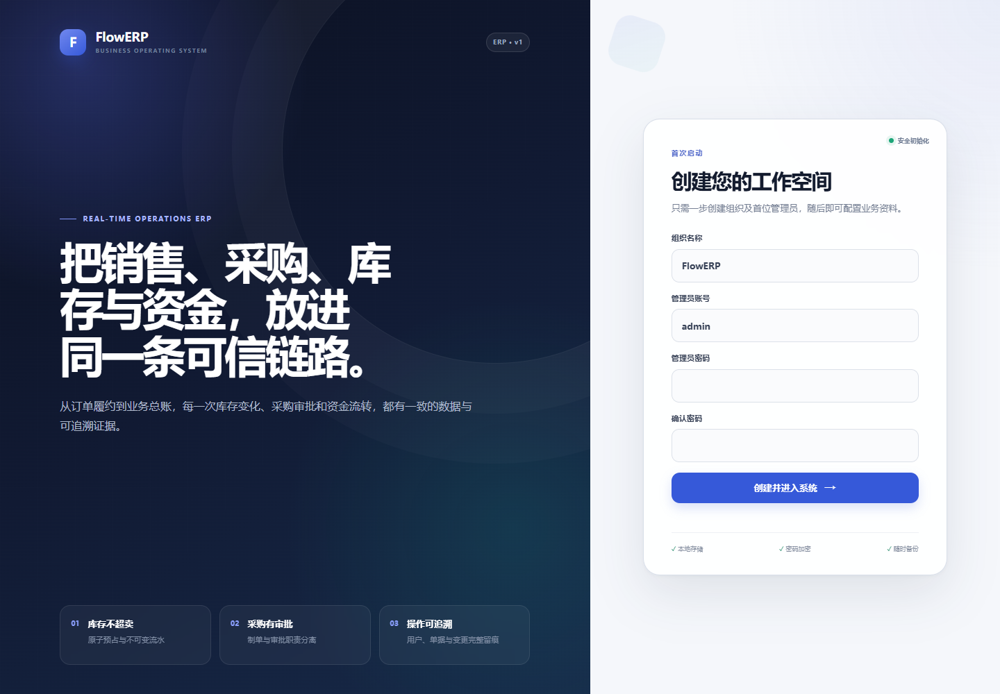 F
FlowERP
BUSINESS OPERATING SYSTEM
ERP • v1
REAL-TIME OPERATIONS ERP
把销售、采购、库
存与资金，放进
同一条可信链路。
从订单履约到业务总账，每一次库存变化、采购审批和资金流转，都有一致的数据与
可追溯证据。
01 库存不超卖
原子预占与不可变流水
02 采购有审批
制单与审批职责分离
03 操作可追溯
用户、单据与变更完整留痕
安全初始化
首次启动
创建您的工作空间
只需一步创建组织及首位管理员，随后即可配置业务资料。
组织名称
FlowERP
管理员账号
admin
管理员密码
确认密码
创建并进入系统 →
✓ 本地存储
✓ 密码加密
✓ 随时备份